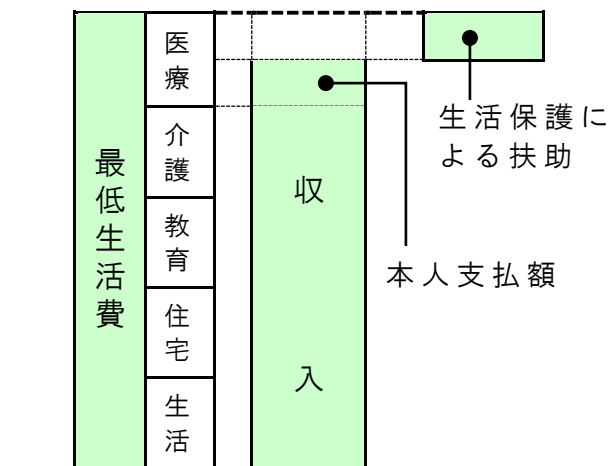 最低生活費
医療
介護
教育
住宅
生活
収入
生活保護に
よる扶助
本人支払額